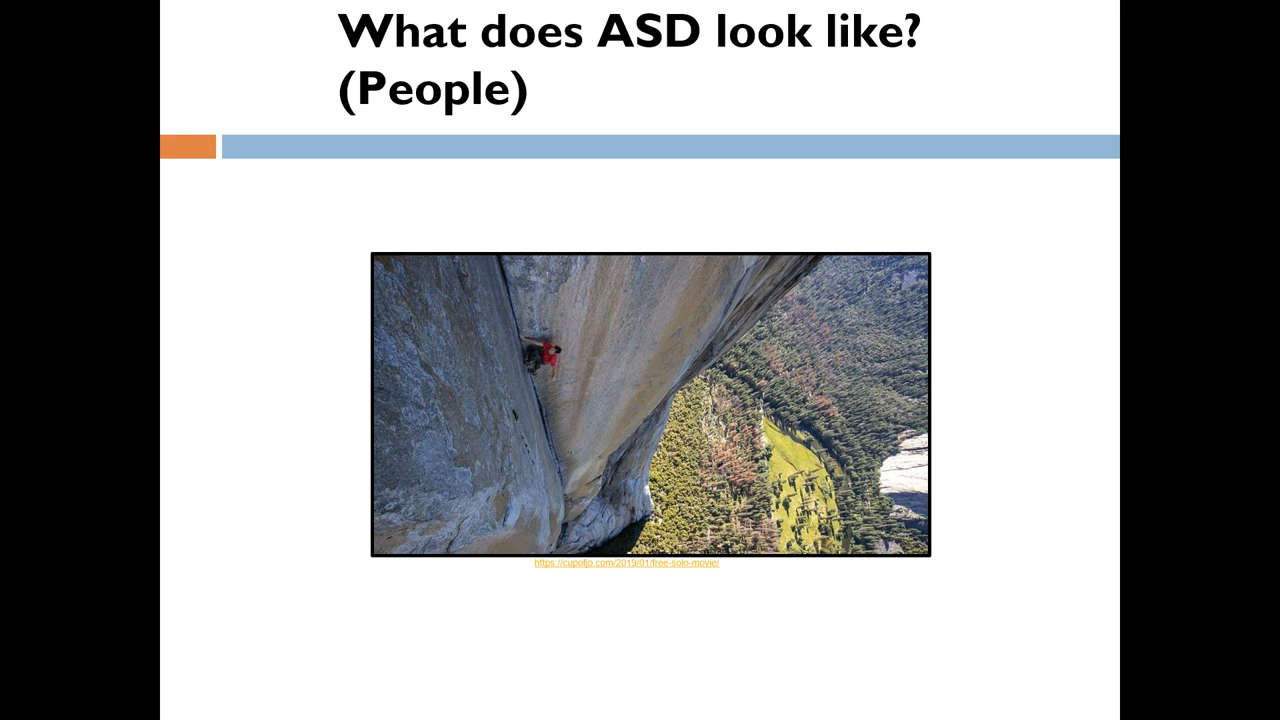 What does ASD look like?
(People)
https://cupofjo.com/2019/01/free-solo-movie/